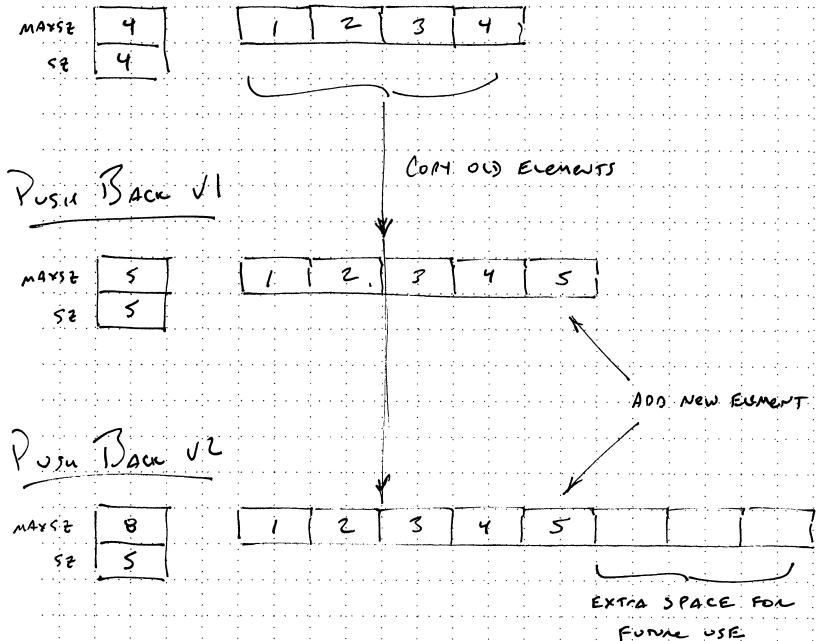 MAXSZ 4 1 2 3 4
SZ 4
COPY OLD ELEMENTS
PUSH BACK V1
MAXSZ 5 1 2 3 4 5
SZ 5
ADD NEW ELEMENT
PUSH BACK V2
MAXSZ 8 1 2 3 4 5
SZ 5
EXTRA SPACE FOR
FUTURE USE